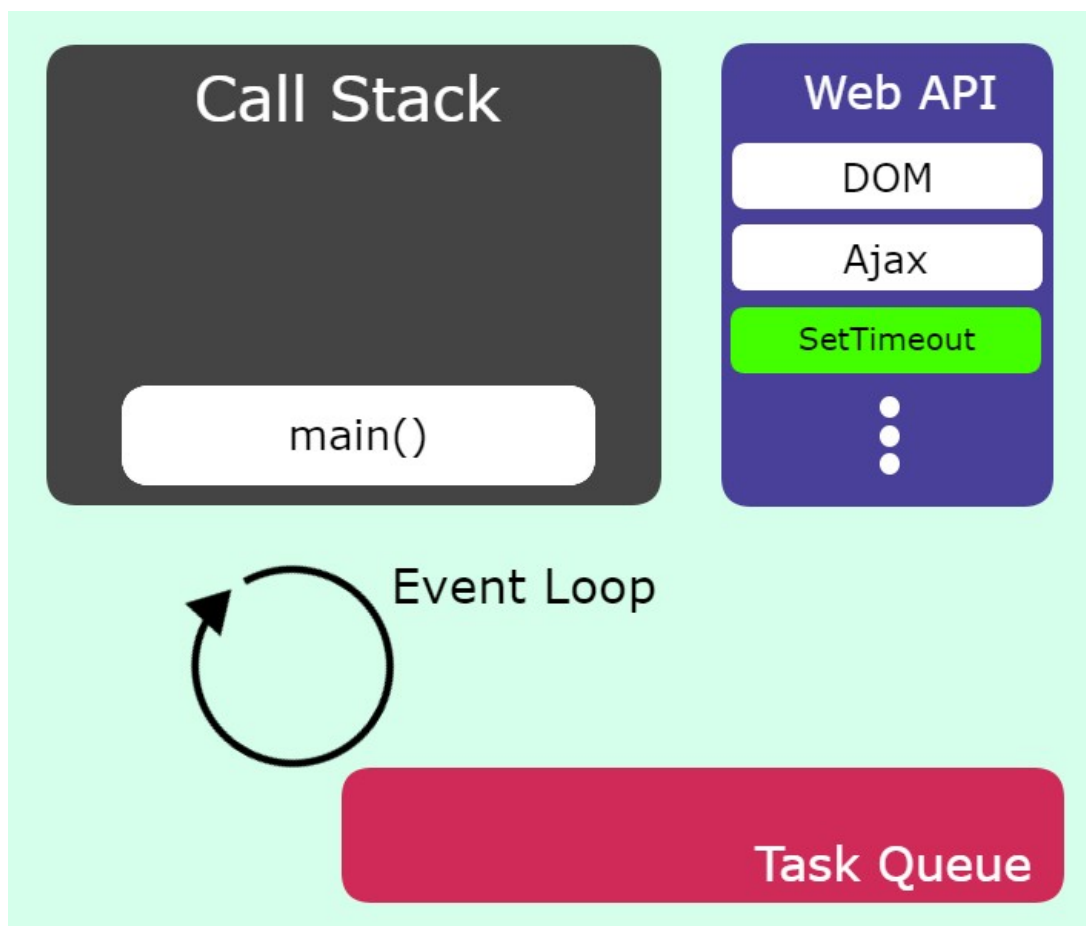 Call Stack
main()
Web API
DOM
Ajax
SetTimeout
Event Loop
Task Queue